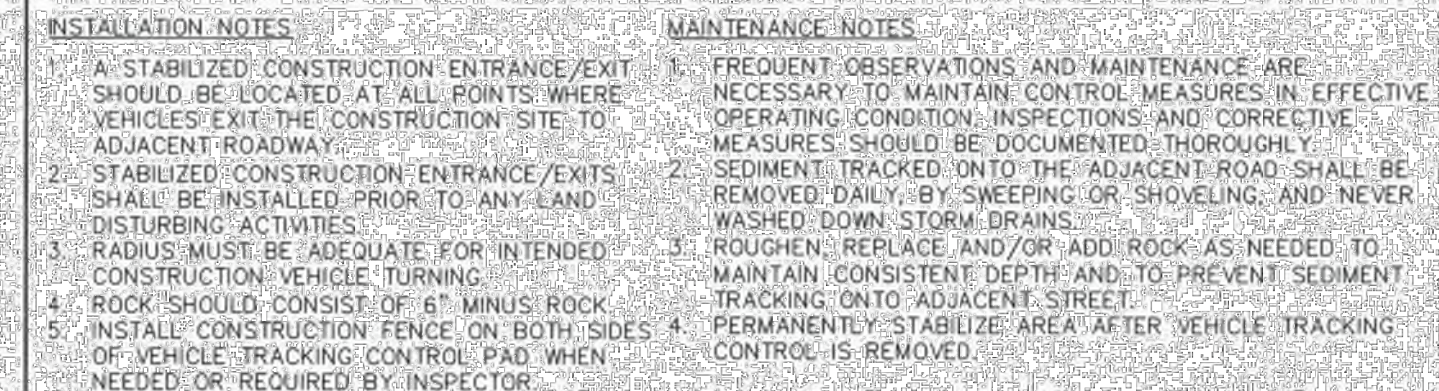 INSTALLATION NOTES
1. A STABILIZED CONSTRUCTION ENTRANCE/EXIT
SHOULD BE LOCATED AT ALL POINTS WHERE
VEHICLES EXIT THE CONSTRUCTION SITE TO
ADJACENT ROADWAY.
2. STABILIZED CONSTRUCTION ENTRANCE/EXITS
SHALL BE INSTALLED PRIOR TO ANY LAND
DISTURBING ACTIVITIES
3. RADIUS MUST BE ADEQUATE FOR INTENDED
CONSTRUCTION VEHICLE TURNING
4. ROCK SHOULD CONSIST OF 6" MINUS ROCK
5. INSTALL CONSTRUCTION FENCE ON BOTH SIDES
OF VEHICLE TRACKING CONTROL PAD WHEN
NEEDED OR REQUIRED BY INSPECTOR.
MAINTENANCE NOTES
1. FREQUENT OBSERVATIONS AND MAINTENANCE ARE
NECESSARY TO MAINTAIN CONTROL MEASURES IN EFFECTIVE
OPERATING CONDITION. INSPECTIONS AND CORRECTIVE
MEASURES SHOULD BE DOCUMENTED THOROUGHLY.
2. SEDIMENT TRACKED ONTO THE ADJACENT ROAD SHALL BE
REMOVED DAILY, BY SWEEPING OR SHOVELING, AND NEVER
WASHED DOWN STORM DRAINS.
3. ROUGHEN, REPLACE AND/OR ADD ROCK AS NEEDED TO
MAINTAIN CONSISTENT DEPTH AND TO PREVENT SEDIMENT
TRACKING ONTO ADJACENT STREET.
4. PERMANENTLY STABILIZE AREA AFTER VEHICLE TRACKING
CONTROL IS REMOVED.